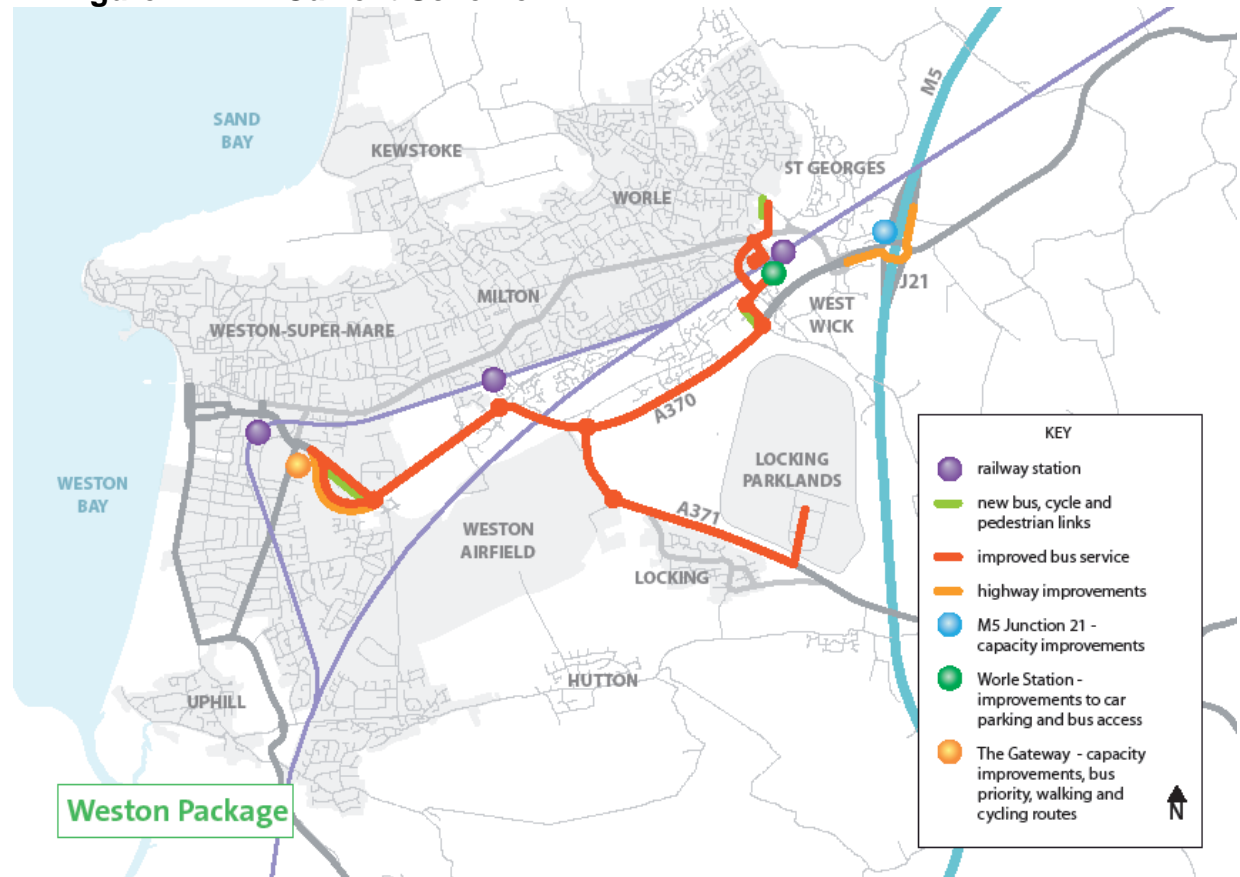 SAND
BAY
KEWSTOKE
M5
ST GEORGES
WORLE
J21
MILTON
WEST
WICK
WESTON-SUPER-MARE
A370
LOCKING
PARKLANDS
WESTON
BAY
A371
WESTON
AIRFIELD
LOCKING
HUTTON
UPHILL
Weston Package
KEY
railway station
new bus, cycle and
pedestrian links
improved bus service
highway improvements
M5 Junction 21 -
capacity improvements
Worle Station -
improvements to car
parking and bus access
The Gateway - capacity
improvements, bus
priority, walking and
cycling routes
N